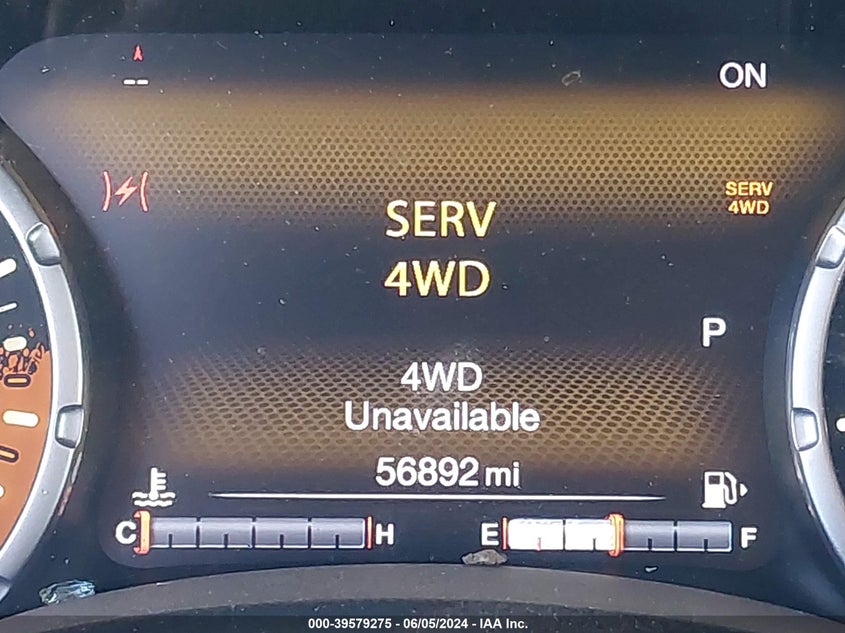 --
ON
SERV
4WD
SERV
4WD
P
4WD
Unavailable
56892 mi
C H E F
000-39579275 - 06/05/2024 - IAA Inc.